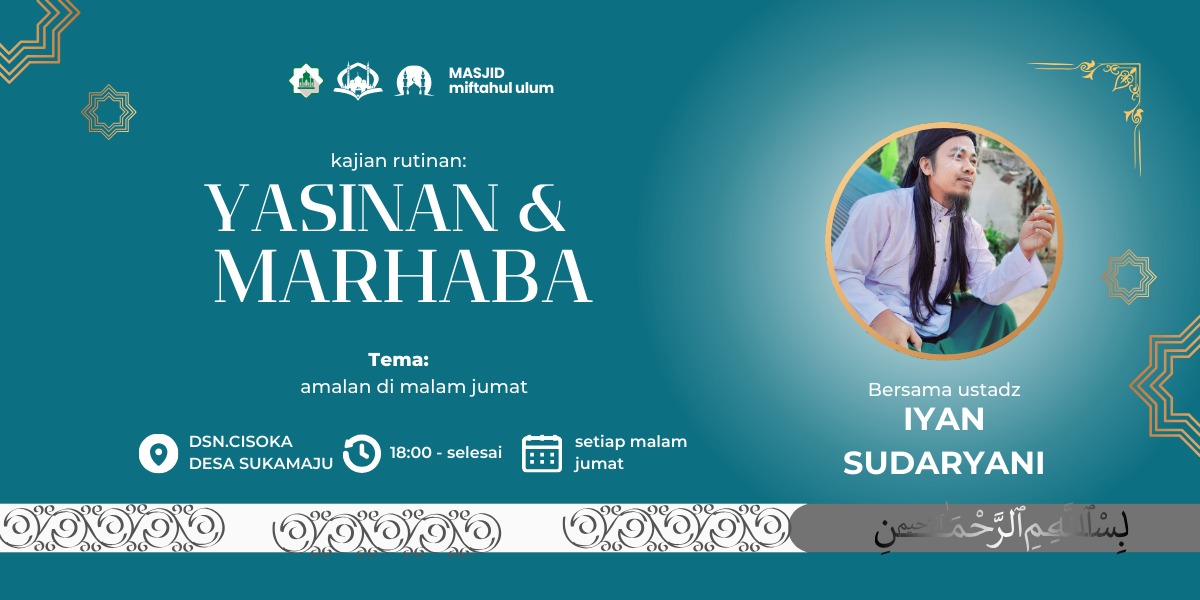 MASJID
miftahul ulum
kajian rutinan:
YASINAN &
MARHABA
Tema:
amalan di malam jumat
DSN.CISOKA
DESA SUKAMAJU
18:00 - selesai
setiap malam
jumat
Bersama ustadz
IYAN
SUDARYANI